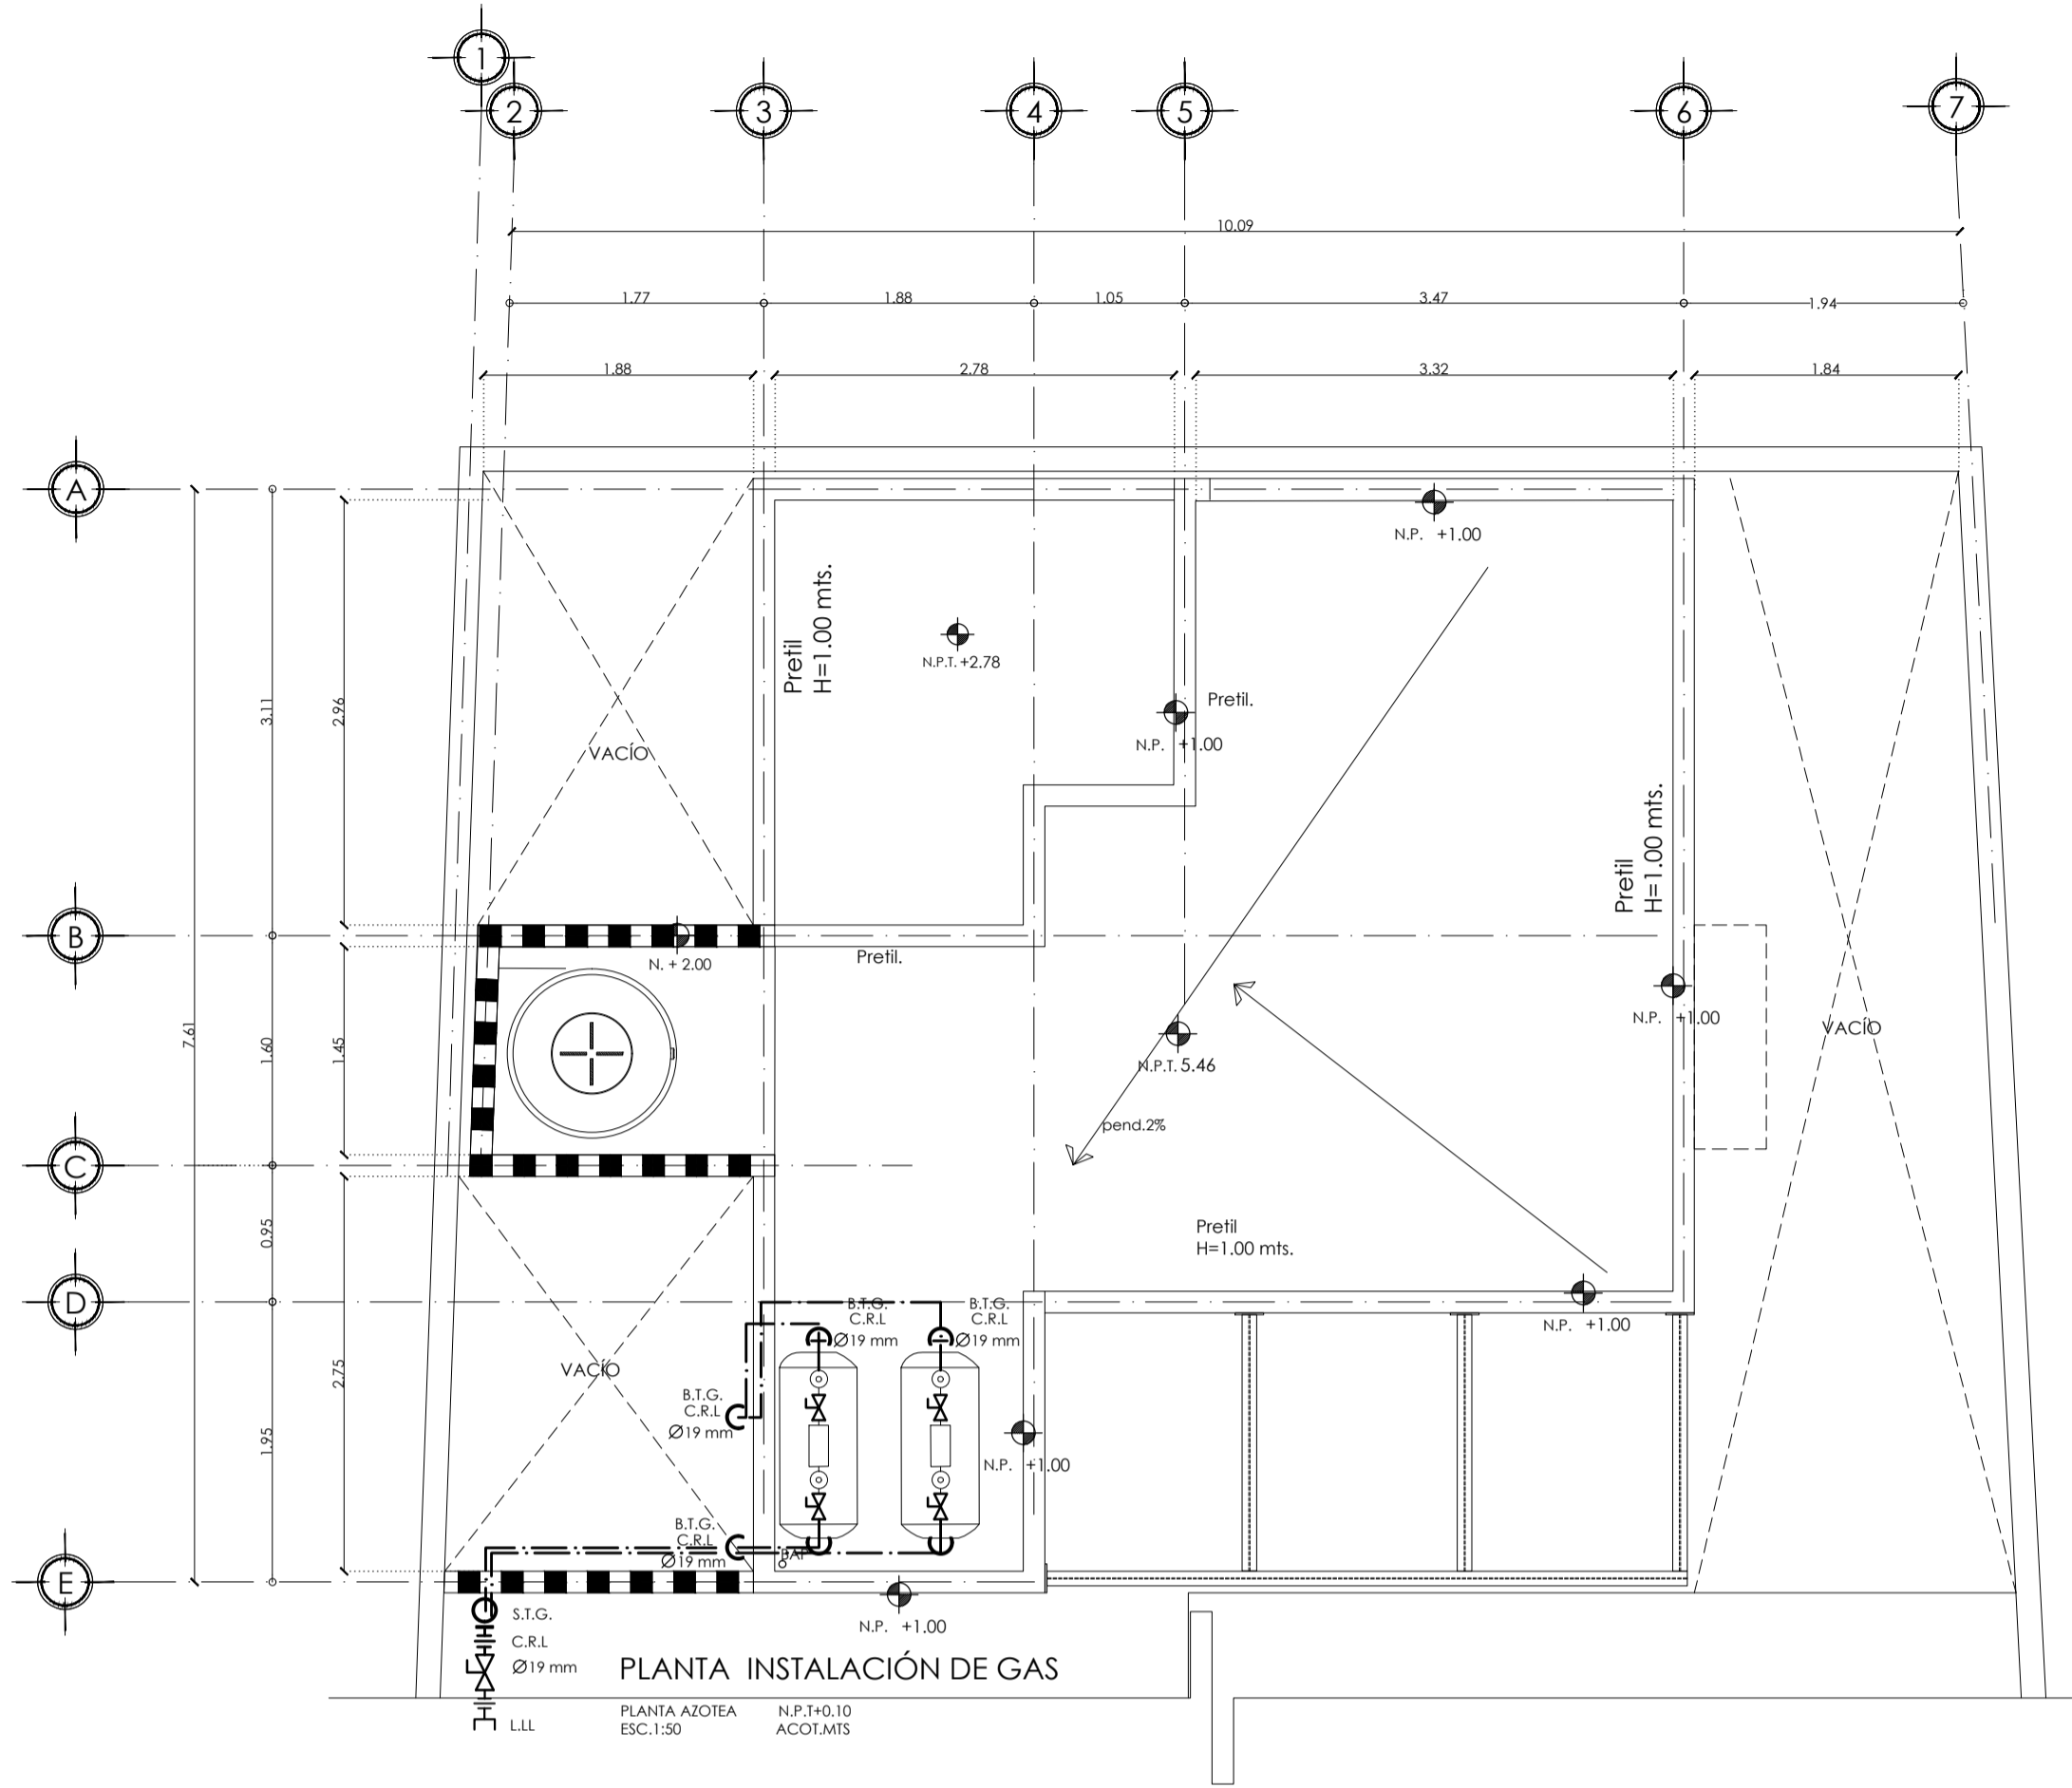 1
2
3
4
5
6
7
10.09
1.77
1.88
1.05
3.47
1.94
1.88
2.78
3.32
1.84
A
N.P. +1.00
Pretil
H=1.00 mts.
N.P.T. +2.78
3.11
2.96
Pretil.
N.P. +1.00
VACÍO
Pretil
H=1.00 mts.
B
Pretil.
N. + 2.00
N.P. +1.00
VACÍO
7.61
1.60
1.45
N.P.T. 5.46
pend.2%
C
0.95
Pretil
H=1.00 mts.
D
B.T.G.
C.R.L
Ø19 mm
B.T.G.
C.R.L
Ø19 mm
N.P. +1.00
VACÍO
2.75
B.T.G.
C.R.L
Ø19 mm
1.95
N.P. +1.00
B.T.G.
C.R.L
Ø19 mm
BAP
E
S.T.G.
C.R.L
Ø19 mm
L.LL
N.P. +1.00
PLANTA INSTALACIÓN DE GAS
PLANTA AZOTEA N.P.T+0.10
ESC.1:50 ACOT.MTS